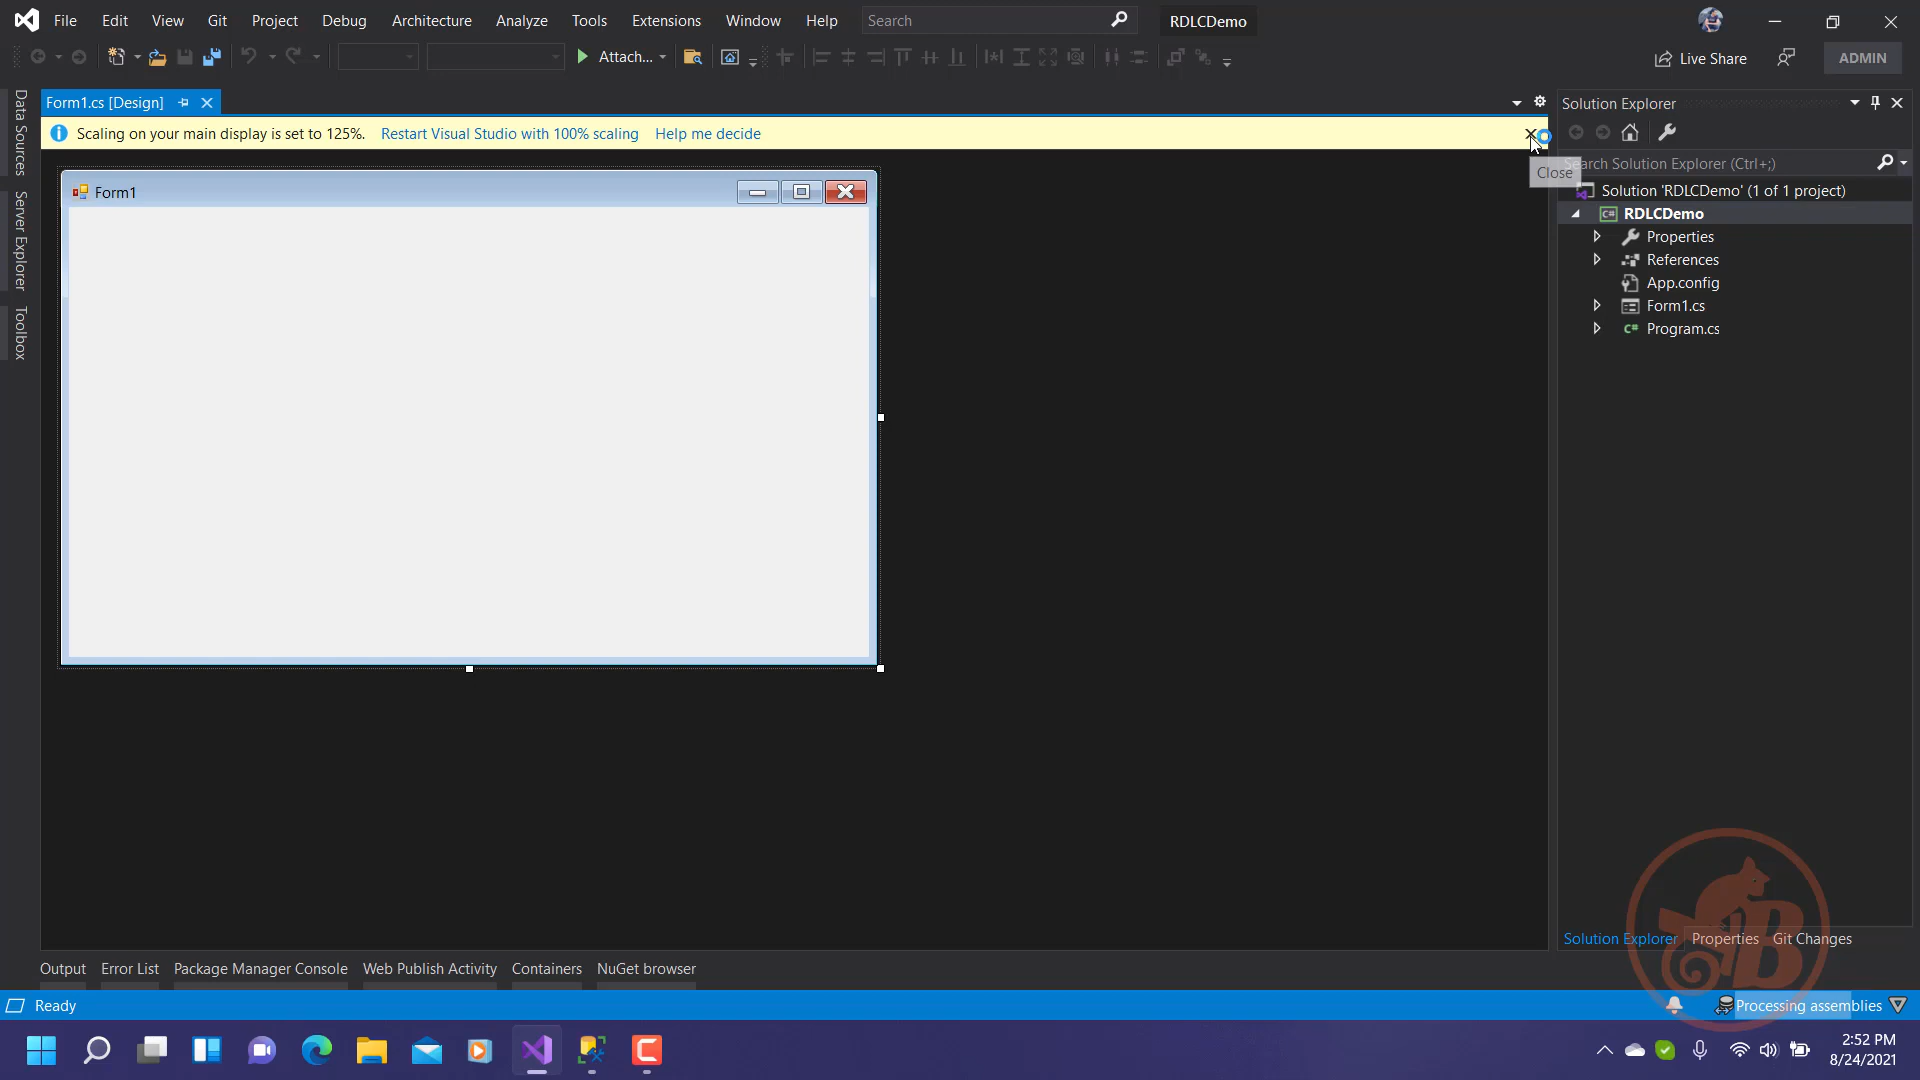 File Edit View Git Project Debug Architecture Analyze Tools Extensions Window Help Search RDLCDemo
Attach... Live Share ADMIN
Data Sources
Server Explorer
Toolbox
Form1.cs [Design]
Scaling on your main display is set to 125%. Restart Visual Studio with 100% scaling Help me decide
Close
Form1
Solution Explorer
Search Solution Explorer (Ctrl+;)
Solution 'RDLCDemo' (1 of 1 project)
C# RDLCDemo
Properties
References
App.config
Form1.cs
C# Program.cs
Solution Explorer Properties Git Changes
Output Error List Package Manager Console Web Publish Activity Containers NuGet browser
Ready Processing assemblies
2:52 PM
8/24/2021
B